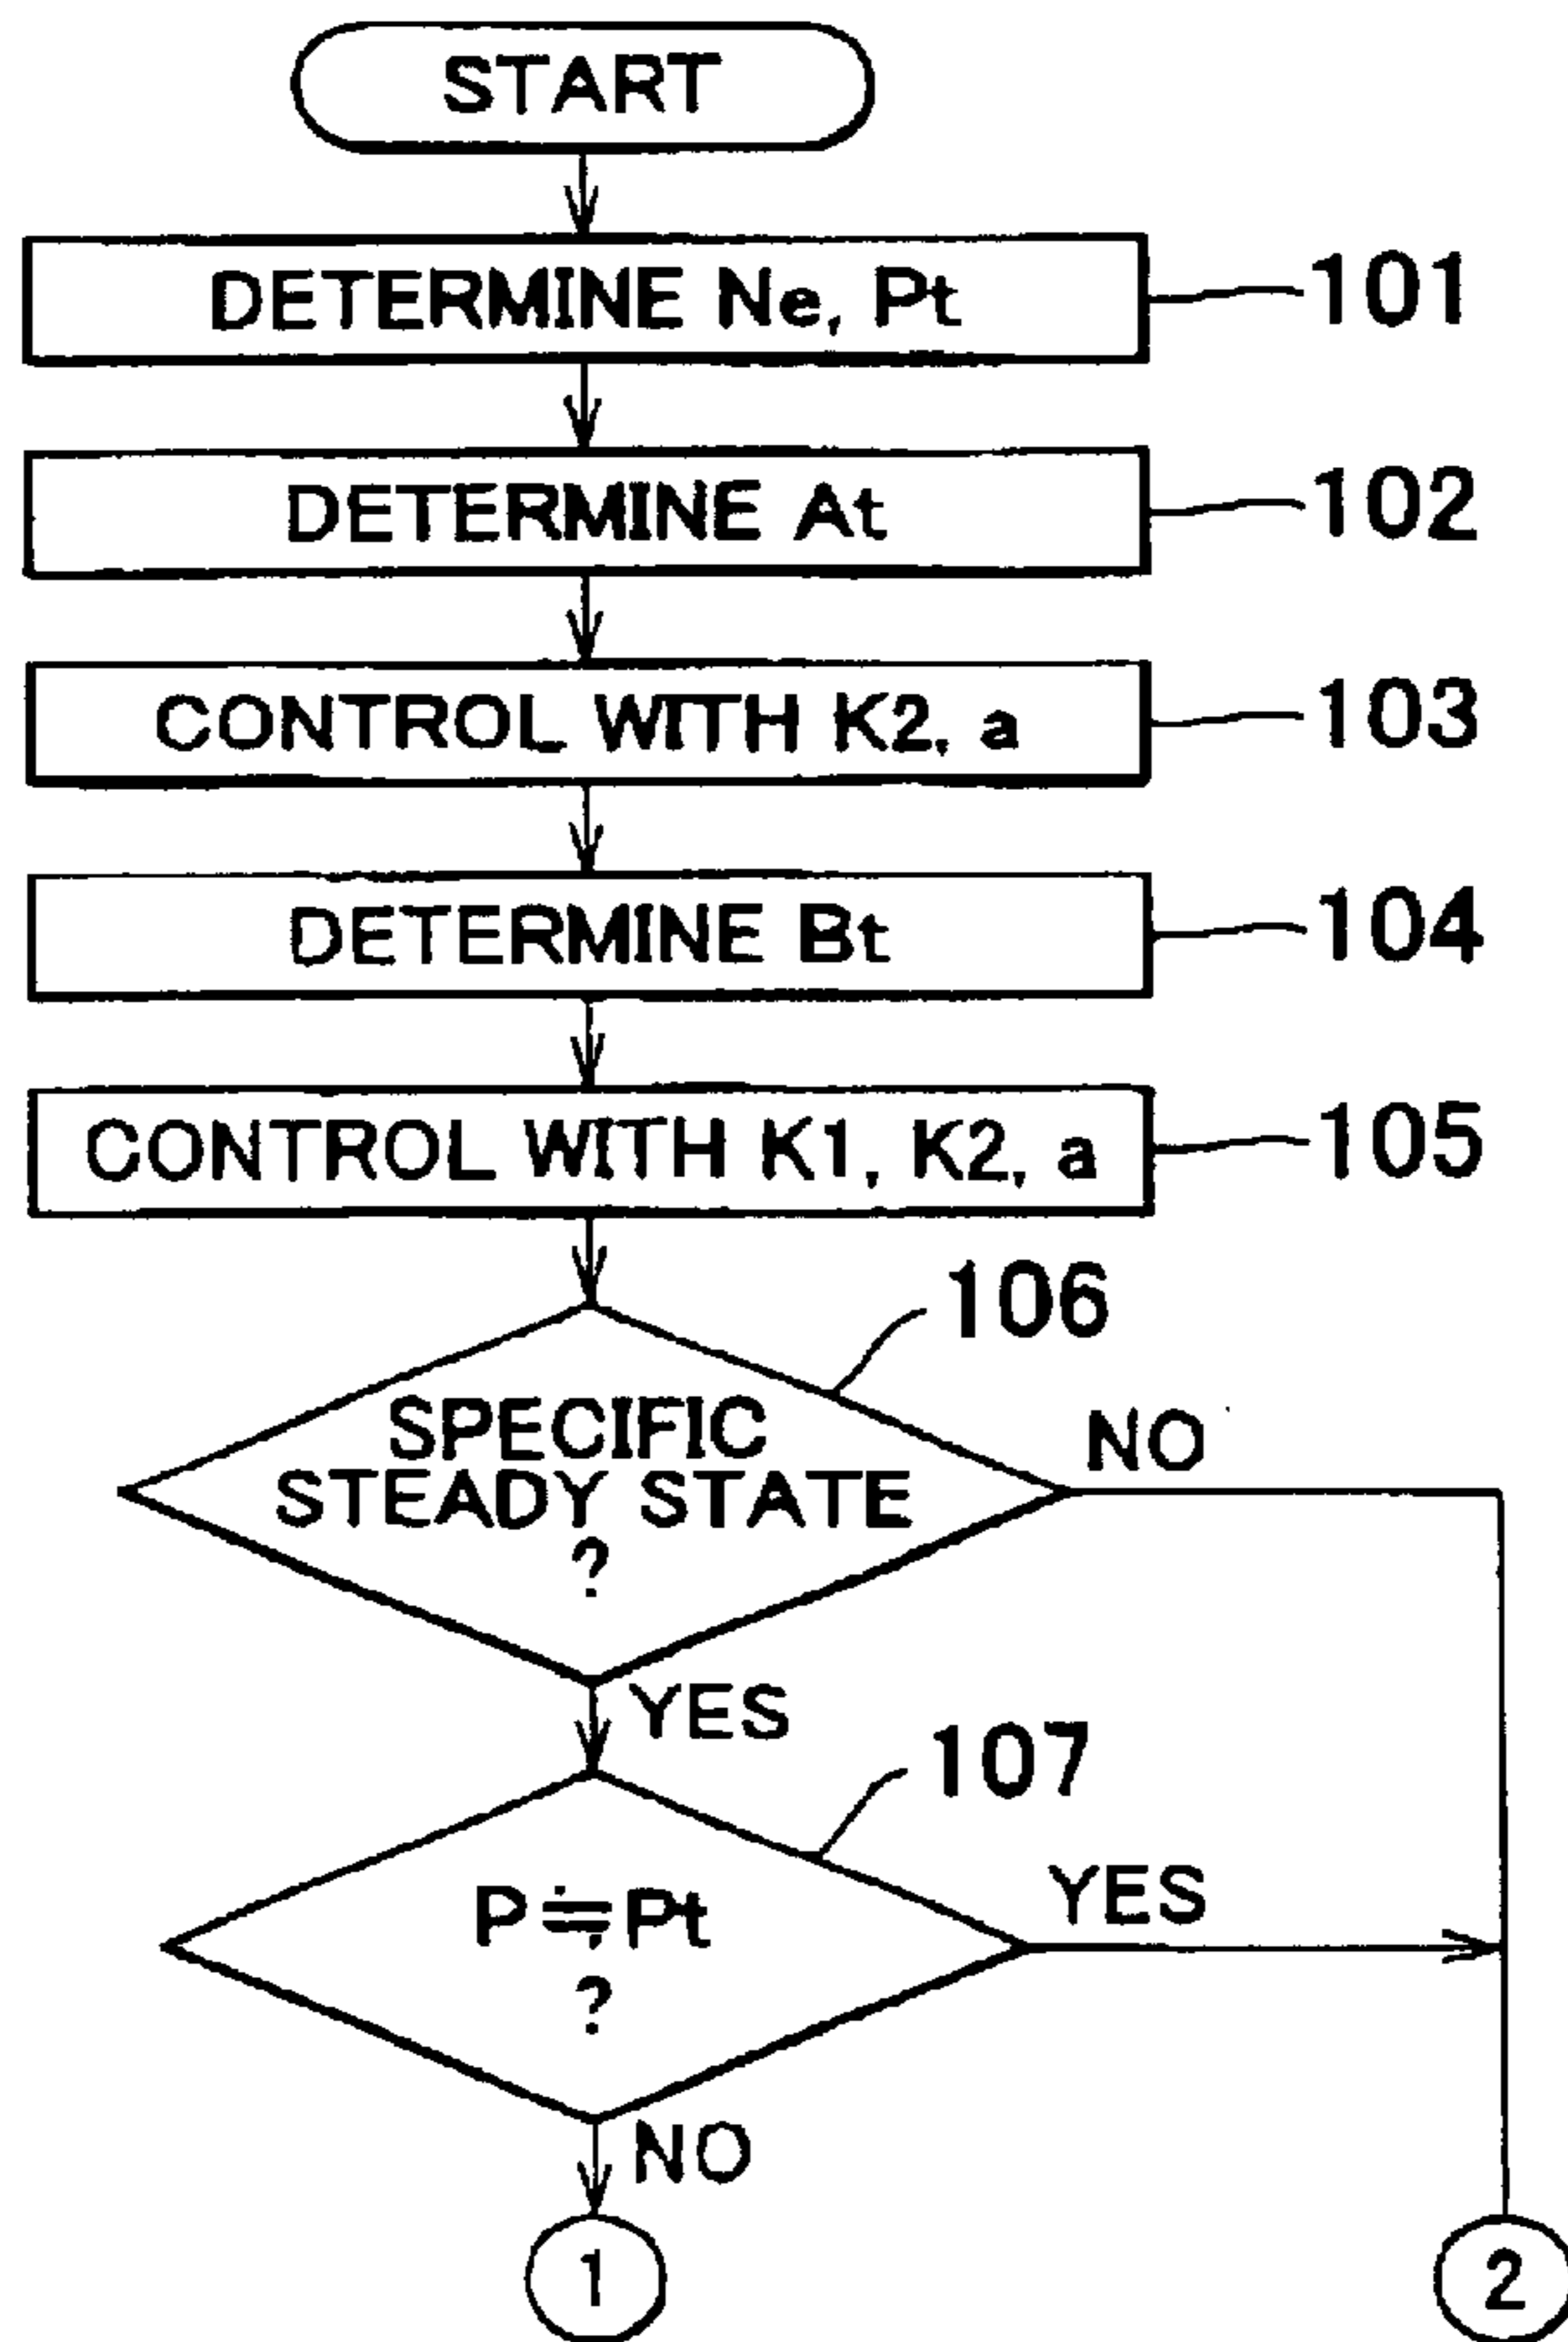 START
DETERMINE Ne, Pt
101
DETERMINE At
102
CONTROL WITH K2, a
103
DETERMINE Bt
104
CONTROL WITH K1, K2, a
105
106
SPECIFIC
STEADY STATE
?
NO
YES
107
P≒Pt
?
YES
NO
1
2